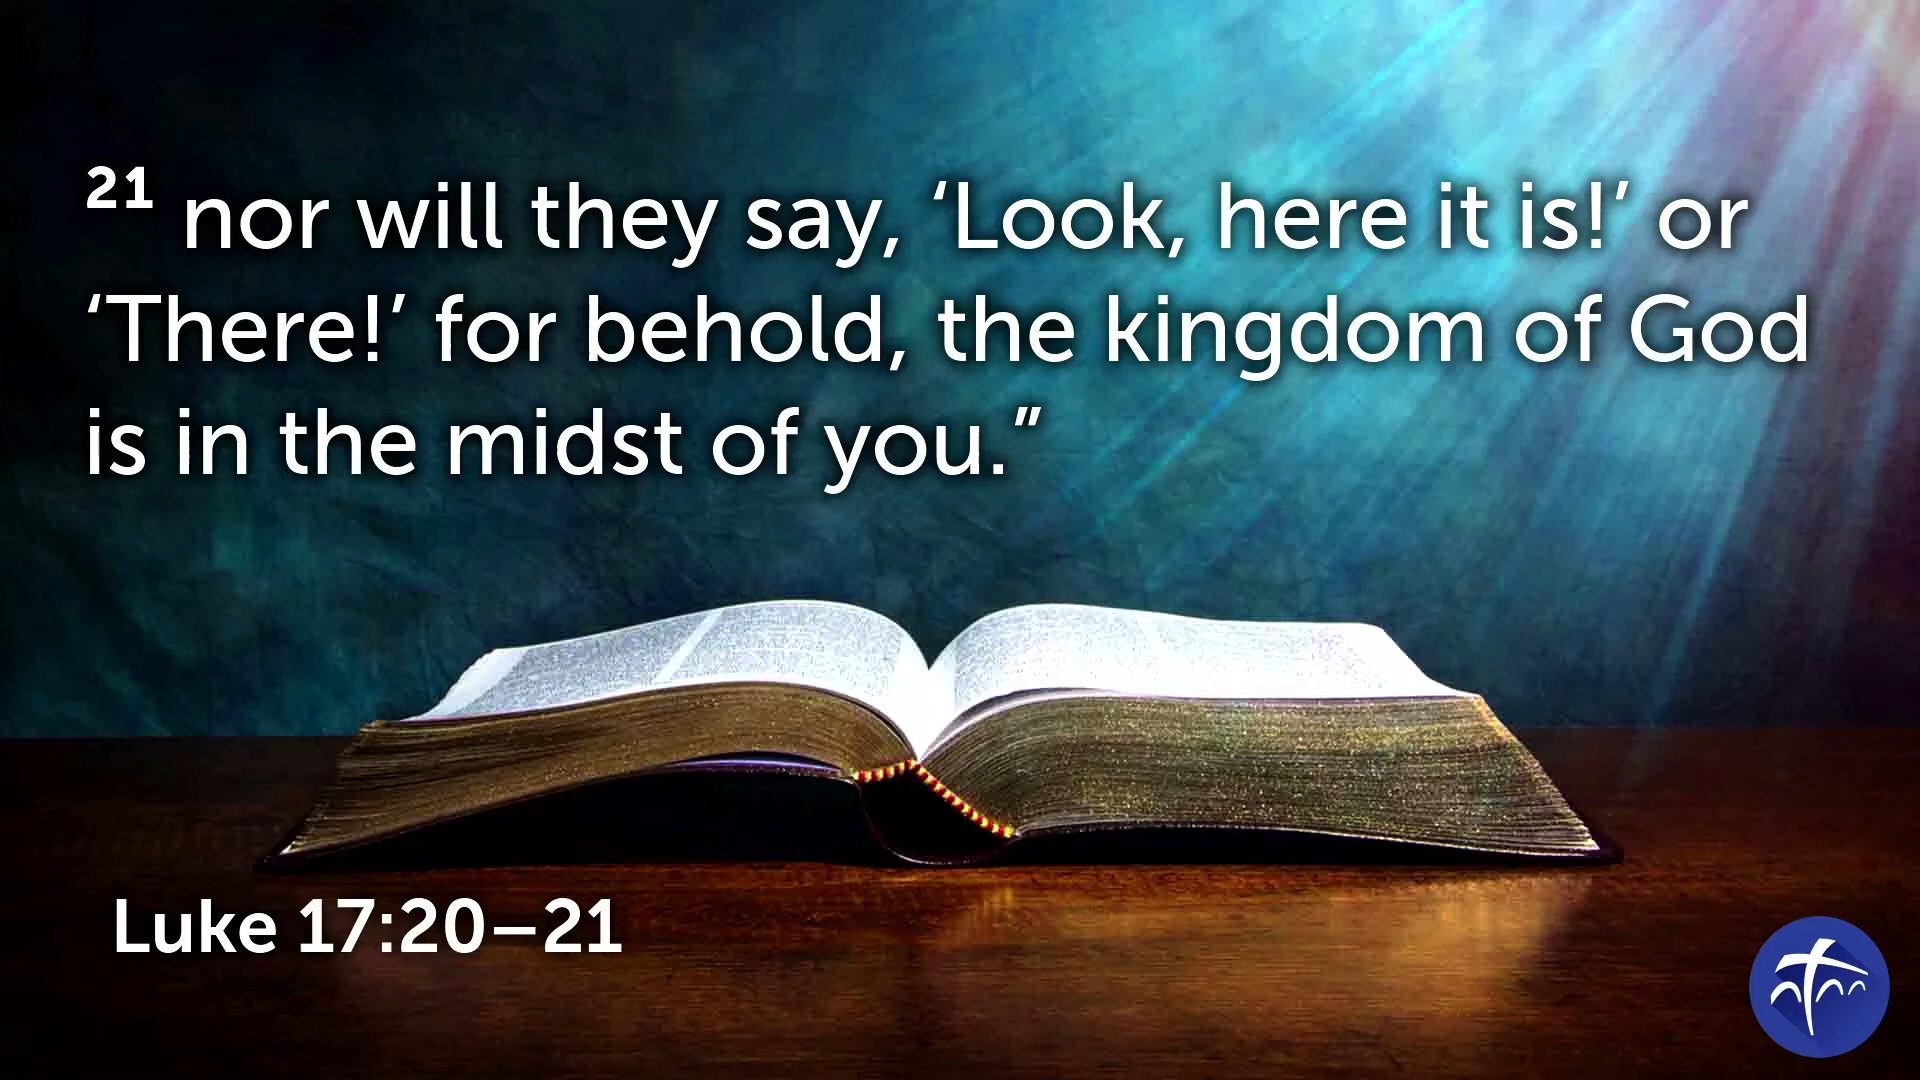 21 nor will they say, ‘Look, here it is!’ or
‘There!’ for behold, the kingdom of God
is in the midst of you.”
Luke 17:20–21